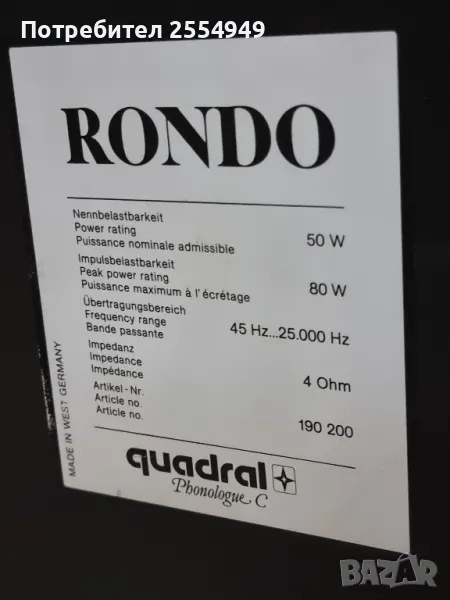 Потребител 2554949
RONDO
Nennbelastbarkeit
Power rating
Puissance nominale admissible
50 W
Impulsbelastbarkeit
Peak power rating
Puissance maximum à l'écrétage
80 W
Übertragungsbereich
Frequency range
Bande passante
45 Hz...25.000 Hz
Impedanz
Impedance
Impédance
4 Ohm
Artikel-Nr.
Article no.
Article no.
190 200
MADE IN WEST GERMANY
quadral
Phonologue C
BAZAR